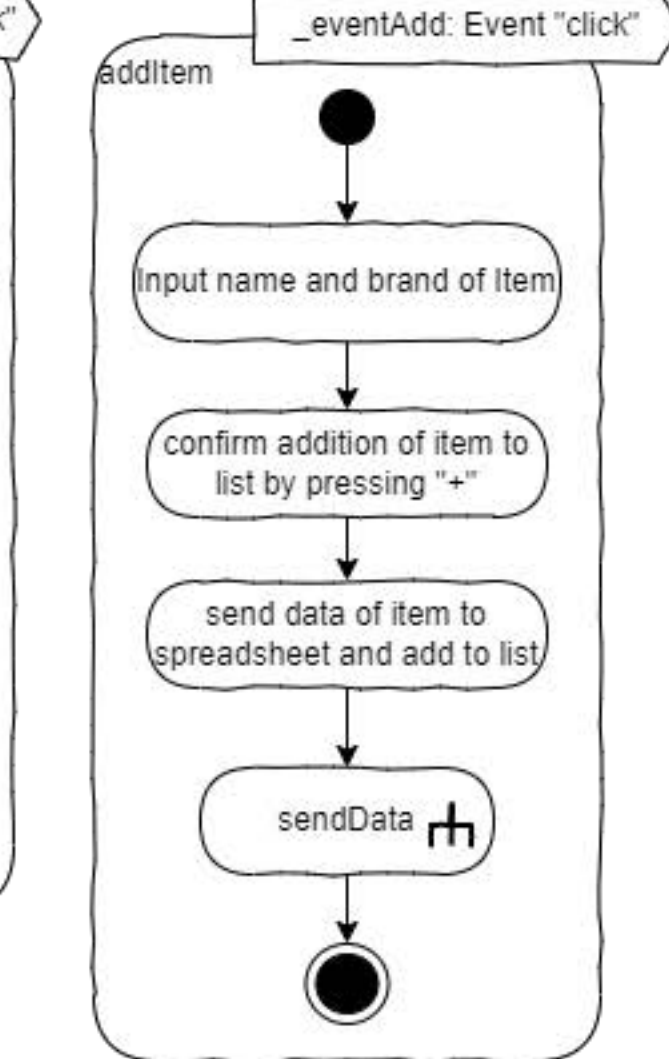 _eventAdd: Event "click"
addItem
Input name and brand of Item
confirm addition of item to
list by pressing "+"
send data of item to
spreadsheet and add to list
sendData